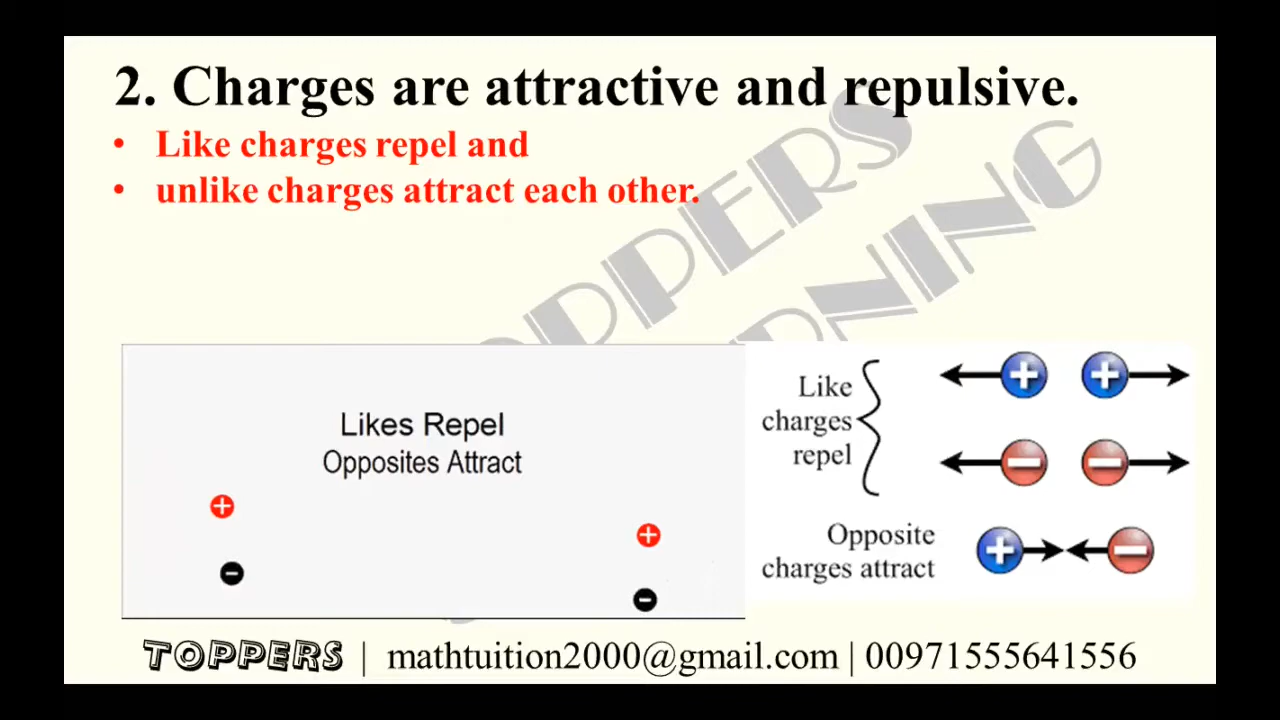 2. Charges are attractive and repulsive.
• Like charges repel and
• unlike charges attract each other.
Likes Repel
Opposites Attract
+
+
-
-
Like
charges
repel
+ +
- -
Opposite
charges attract
+ -
TOPPERS | mathtuition2000@gmail.com | 00971555641556
TOPPERS